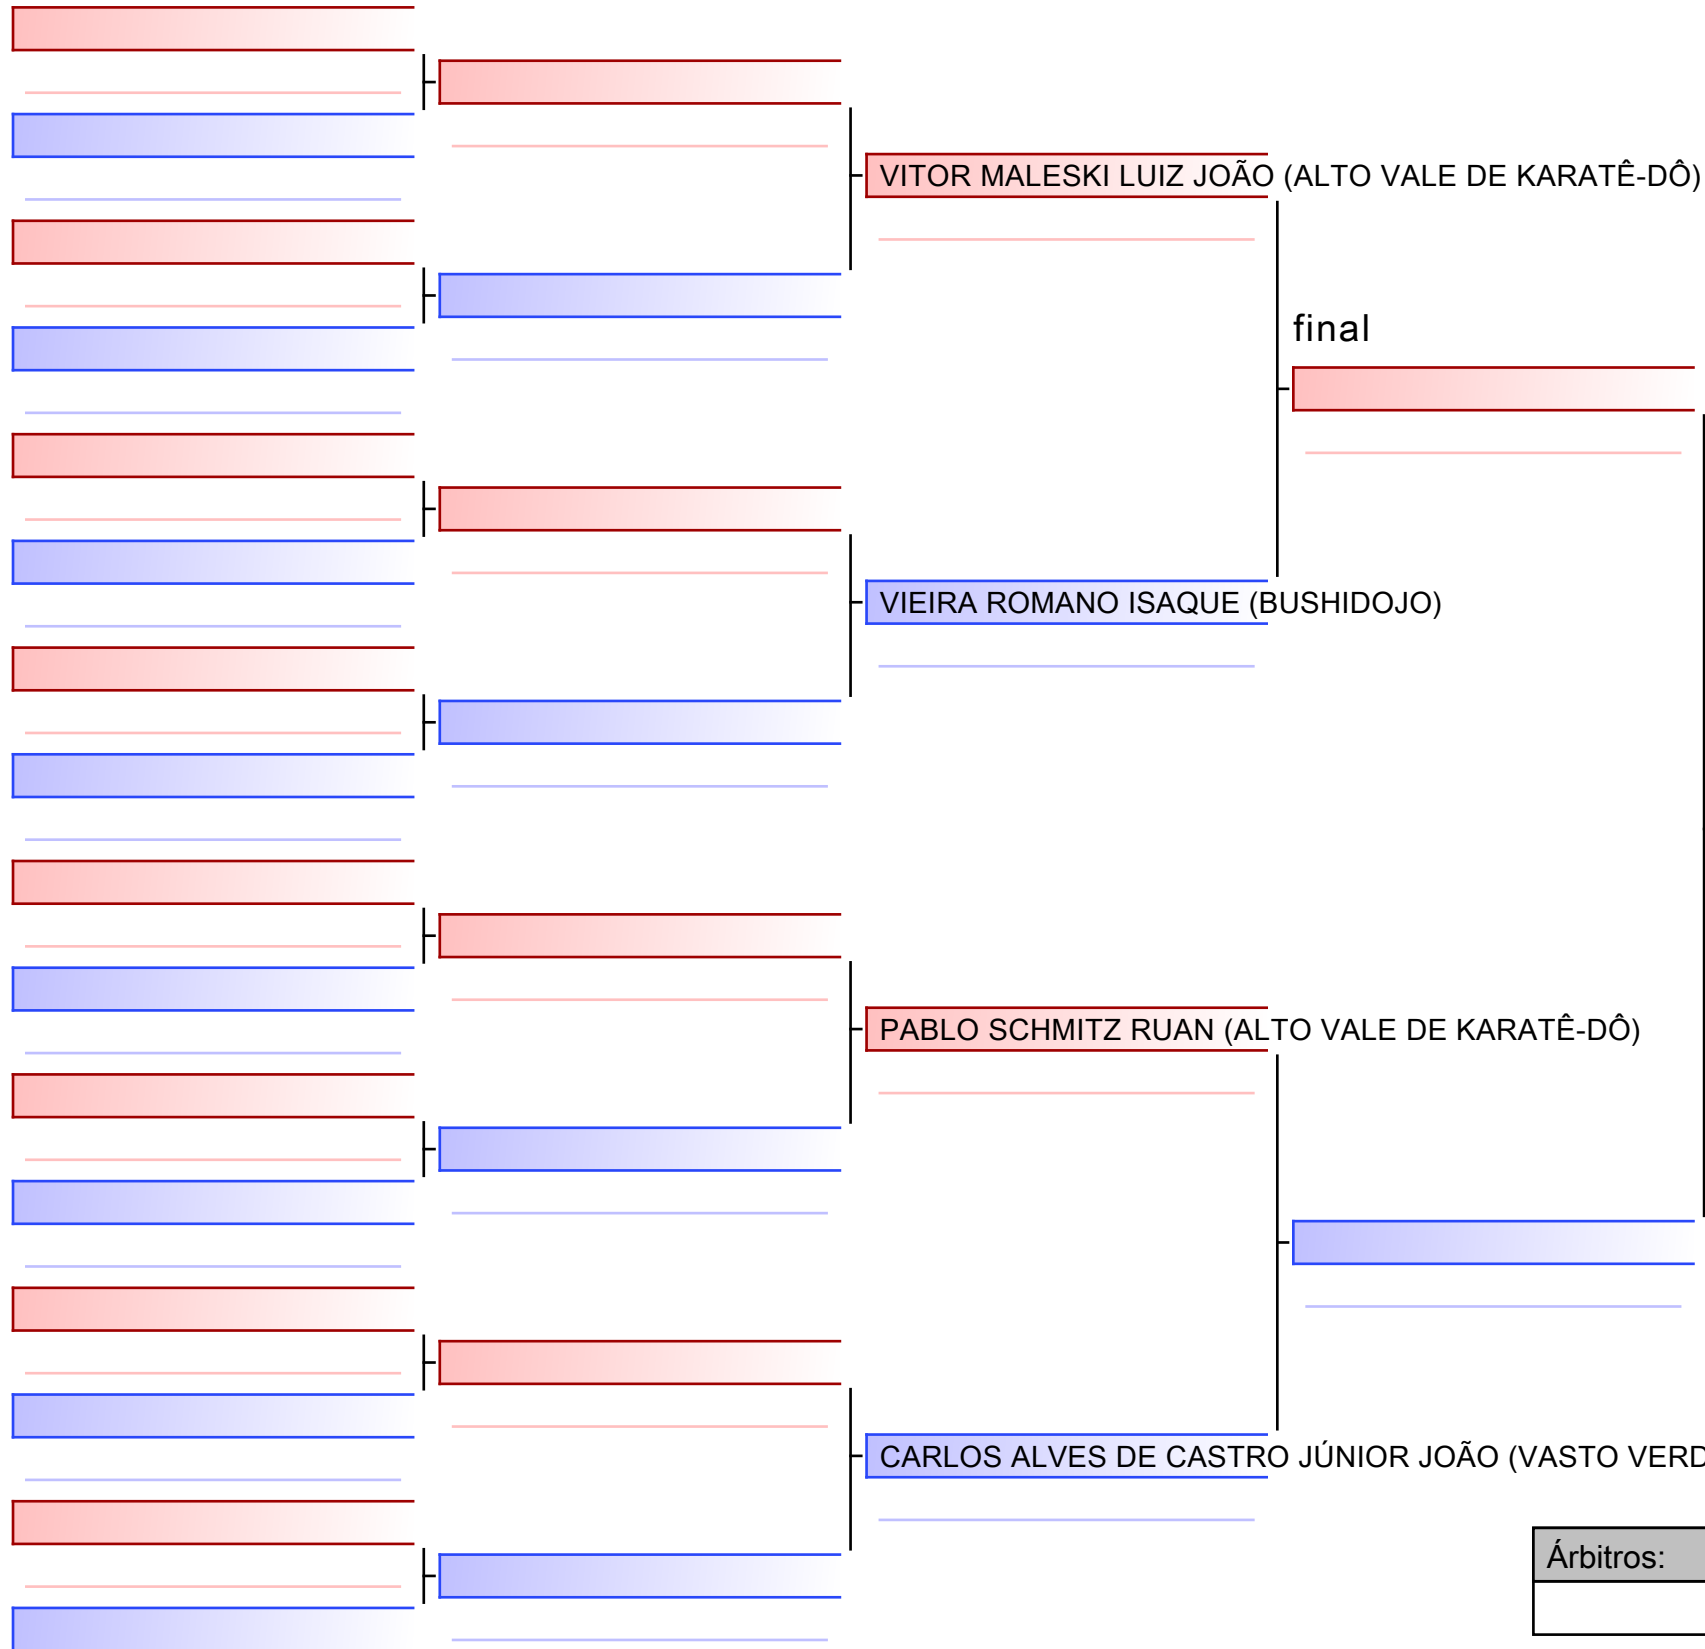 VITOR MALESKI LUIZ JOÃO (ALTO VALE DE KARATÊ-DÔ)
final
VIEIRA ROMANO ISAQUE (BUSHIDOJO)
PABLO SCHMITZ RUAN (ALTO VALE DE KARATÊ-DÔ)
CARLOS ALVES DE CASTRO JÚNIOR JOÃO (VASTO
Árbitros: